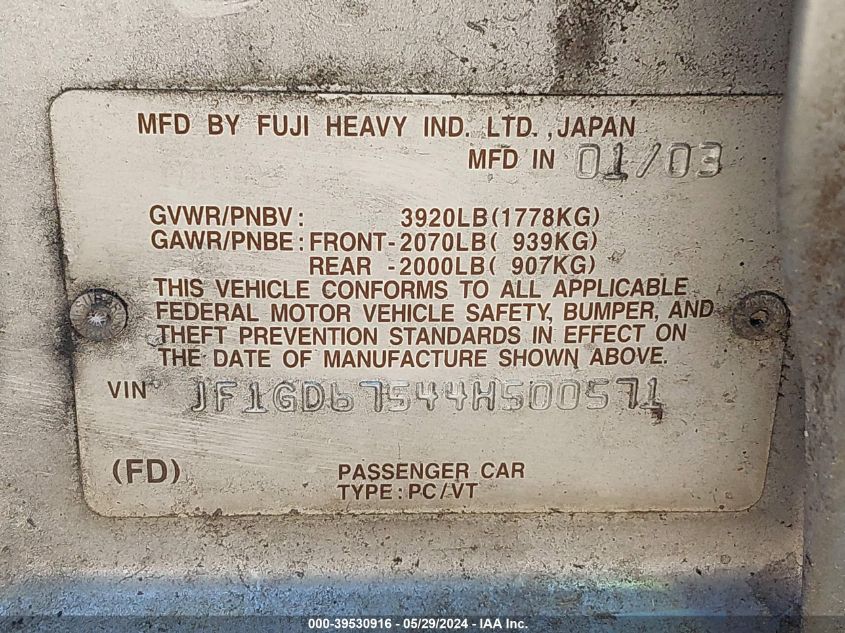 MFD BY FUJI HEAVY IND. LTD., JAPAN
MFD IN 01/03
GVWR/PNBV: 3920LB(1778KG)
GAWR/PNBE: FRONT-2070LB( 939KG)
REAR -2000LB( 907KG)
THIS VEHICLE CONFORMS TO ALL APPLICABLE
FEDERAL MOTOR VEHICLE SAFETY, BUMPER, AND
THEFT PREVENTION STANDARDS IN EFFECT ON
THE DATE OF MANUFACTURE SHOWN ABOVE.
VIN JF1GD67544H500571
(FD) PASSENGER CAR
TYPE: PC/VT
000-39530916 - 05/29/2024 - IAA Inc.